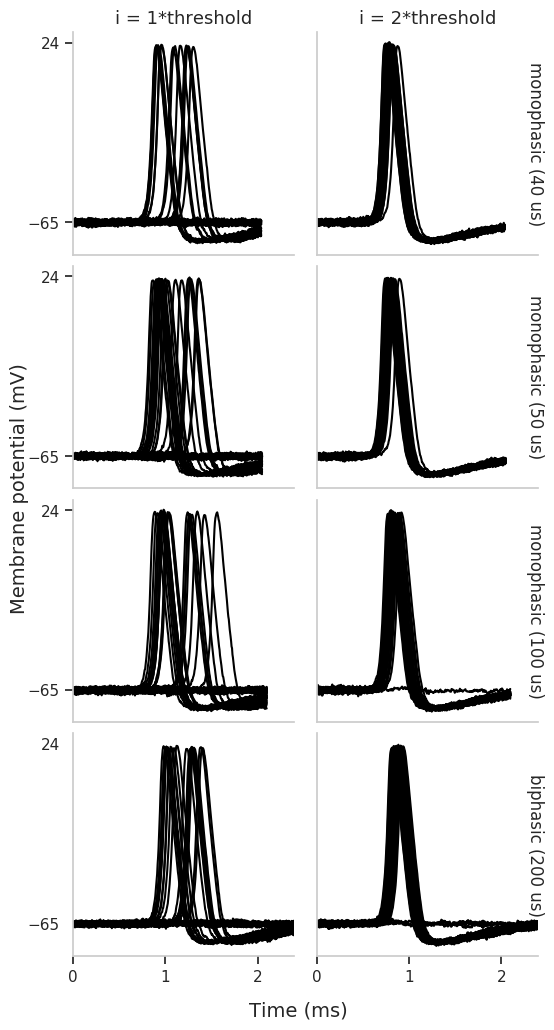 i = 1*threshold
i = 2*threshold
24
−65
monophasic (40 us)
24
−65
monophasic (50 us)
Membrane potential (mV)
24
−65
monophasic (100 us)
24
−65
biphasic (200 us)
0
1
2
0
1
2
Time (ms)